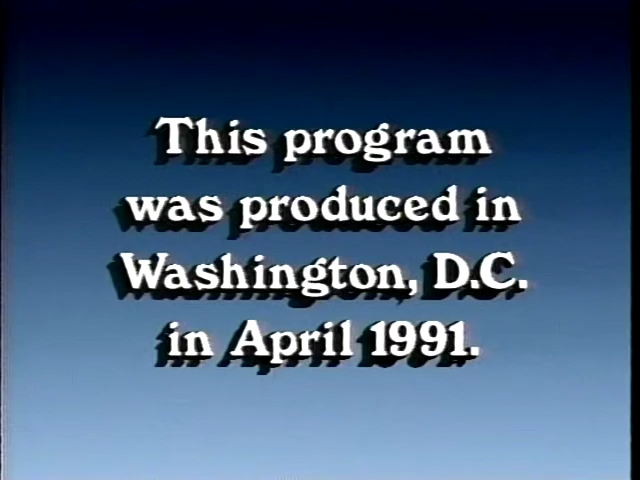 This program
was produced in
Washington, D.C.
in April 1991.